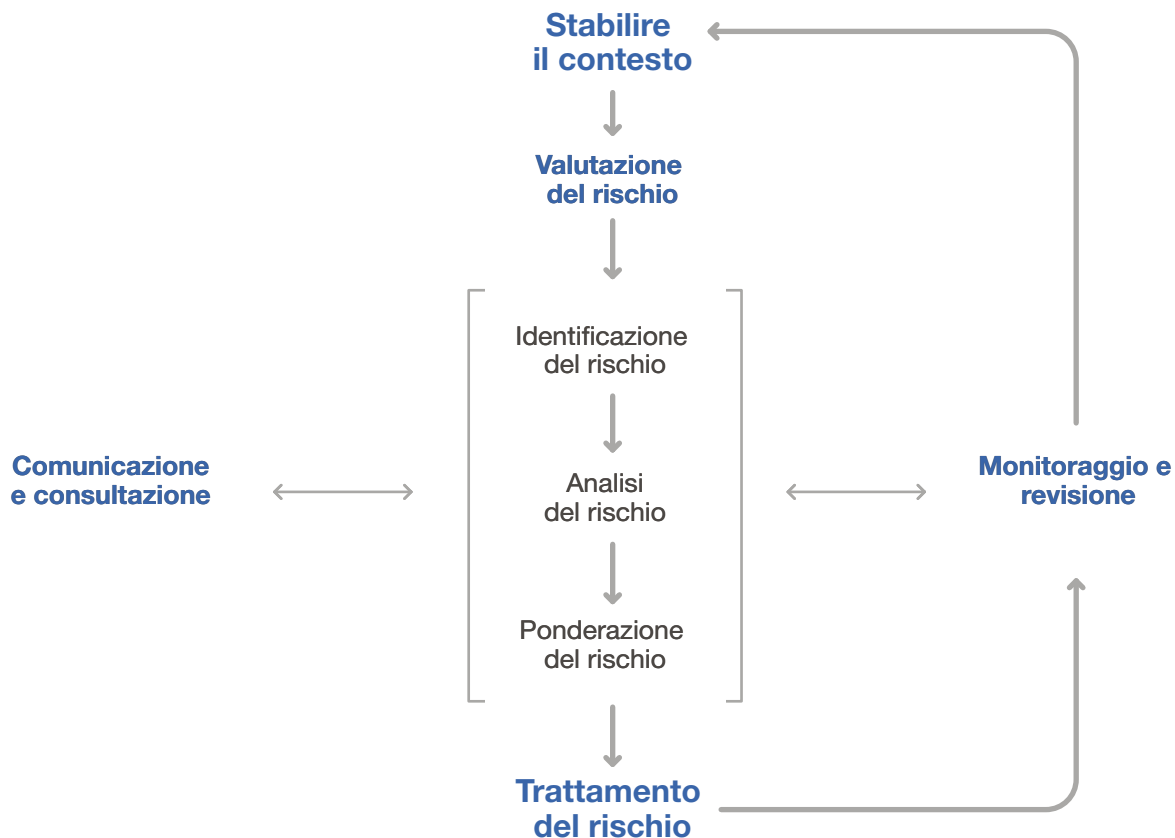 Stabilire
il contesto
Valutazione
del rischio
Identificazione
del rischio
Comunicazione
e consultazione
Analisi
del rischio
Monitoraggio e
revisione
Ponderazione
del rischio
Trattamento
del rischio